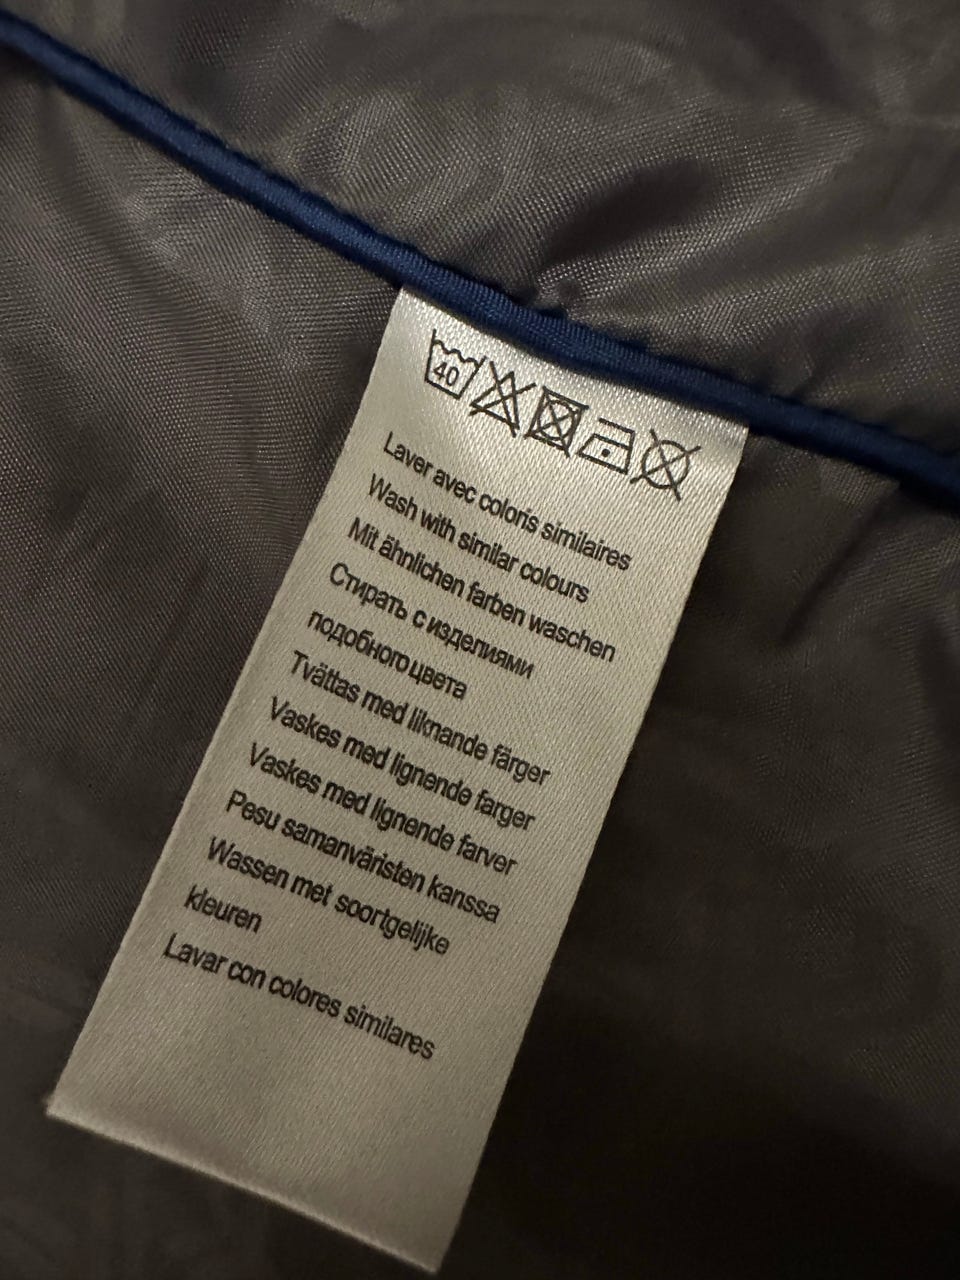 40
Laver avec coloris similaires
Wash with similar colours
Mit ähnlichen farben waschen
Стирать с изделиями
подобного цвета
Tvättas med liknande färger
Vaskes med lignende farger
Vaskes med lignende farver
Pesu samanväristen kanssa
Wassen met soortgelijke
kleuren
Lavar con colores similares